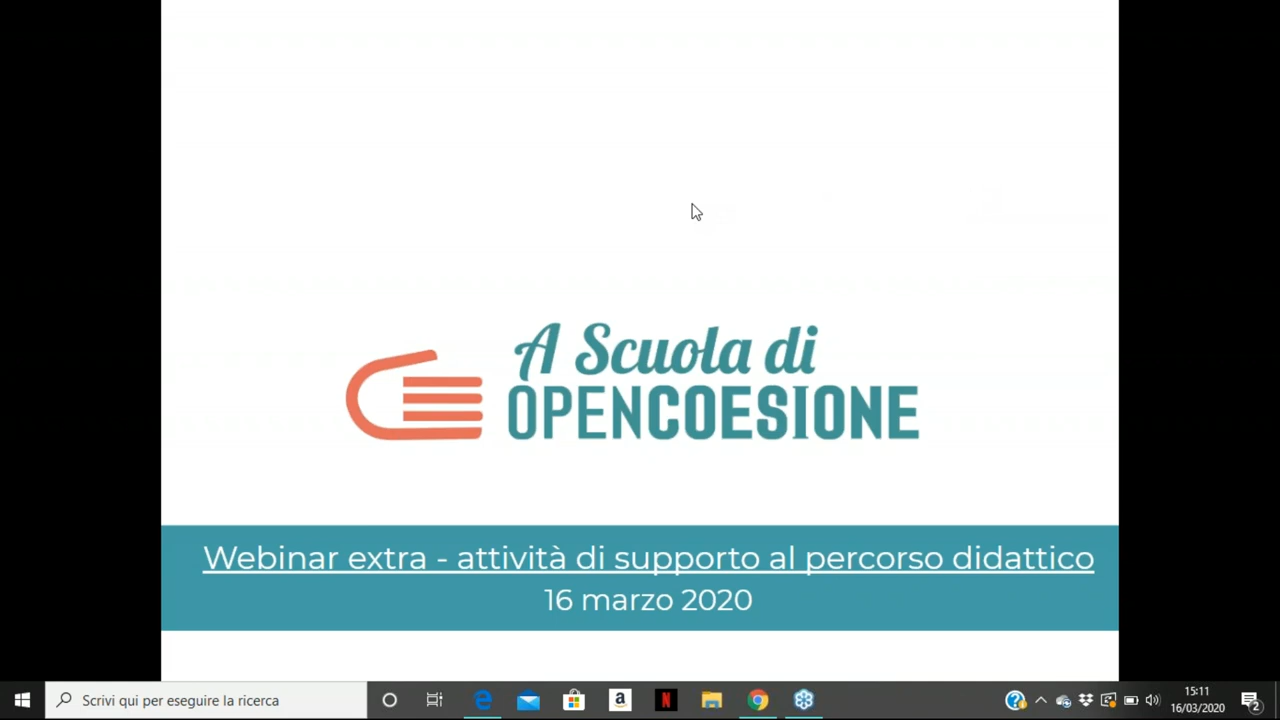 A Scuola di
OPENCOESIONE
Webinar extra - attività di supporto al percorso didattico
16 marzo 2020
Scrivi qui per eseguire la ricerca
15:11
16/03/2020
2